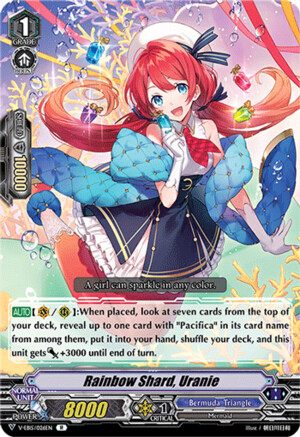 1
GRADE
BOOST
10000
SHIELD
A girl can sparkle in any color.
AUTO [V/R]:When placed, look at seven cards from the top of
your deck, reveal up to one card with "Pacifica" in its card name
from among them, put it into your hand, shuffle your deck, and this
unit gets +3000 until end of turn.
Rainbow Shard, Uranie
NORMAL
UNIT
POWER
8000
1
CRITICAL
Bermuda Triangle
Mermaid
V-EB15/026EN R
Illust. /